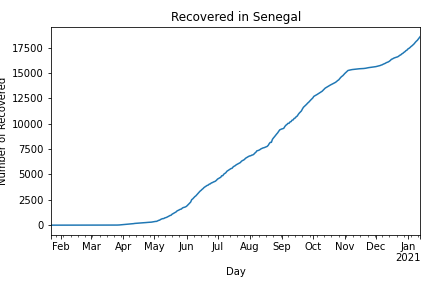 Recovered in Senegal
Number of Recovered
17500
15000
12500
10000
7500
5000
2500
0
Feb Mar Apr May Jun Jul Aug Sep Oct Nov Dec Jan
2021
Day